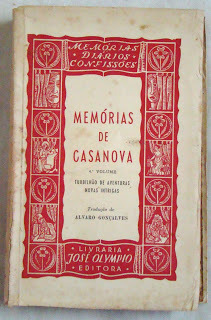 MEMÓRIAS
DIÁRIOS
CONFISSÕES
MEMÓRIAS
DE
CASANOVA
4.º VOLUME
TURBILHÃO DE AVENTURAS
NOVAS INTRIGAS
Tradução de
ALVARO GONÇALVES
LIVRARIA
JOSÉ OLYMPIO
EDITORA